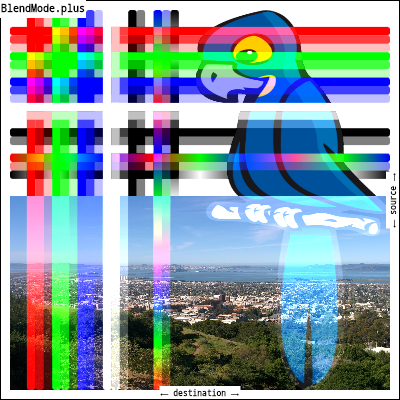 BlendMode.plus
← source →
← destination →